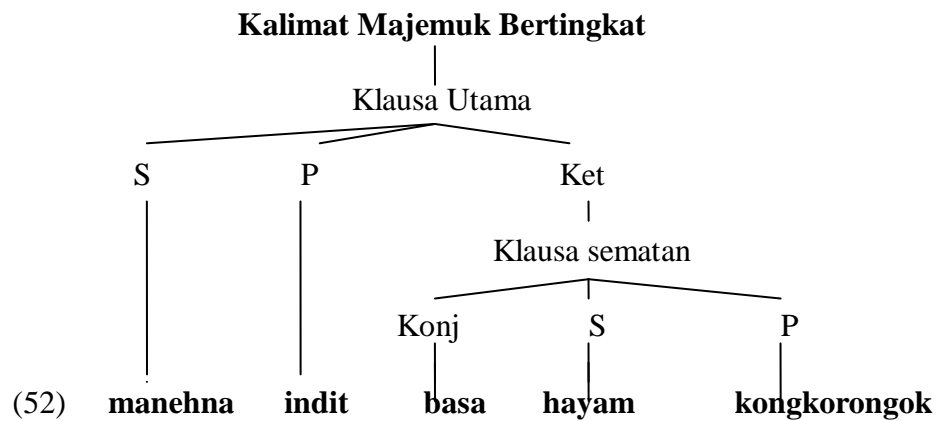 Kalimat Majemuk Bertingkat
Klausa Utama
S P Ket
Klausa sematan
Konj S P
(52) manehna indit basa hayam kongkorongok